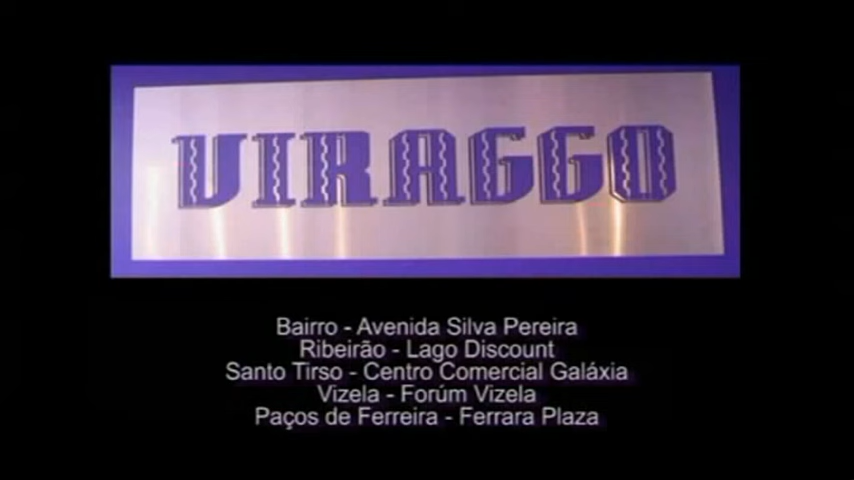 VIRAGGO
Bairro - Avenida Silva Pereira
Ribeirão - Lago Discount
Santo Tirso - Centro Comercial Galáxia
Vizela - Forúm Vizela
Paços de Ferreira - Ferrara Plaza